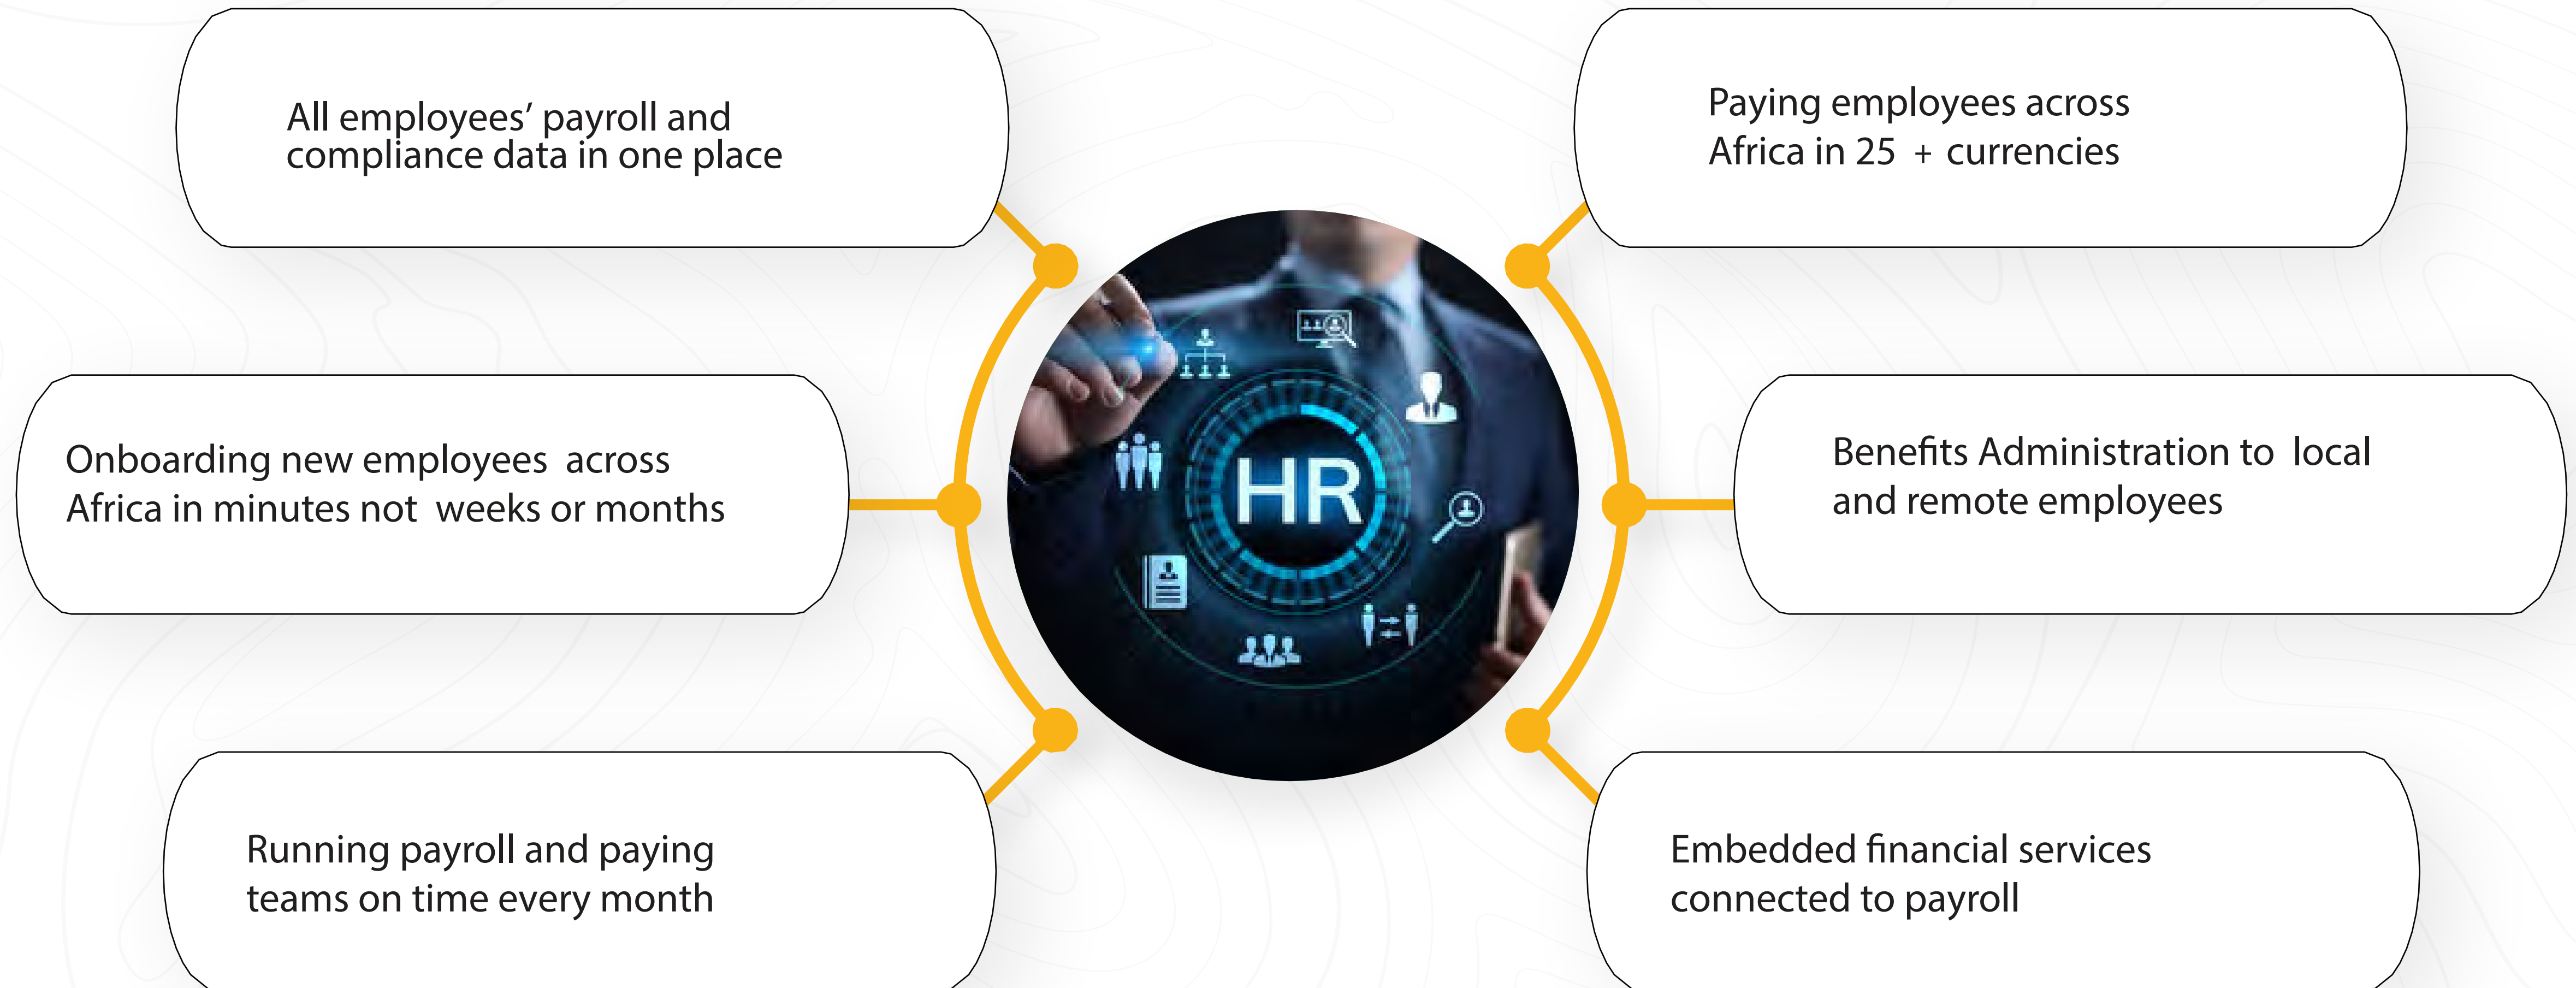 All employees’ payroll and
compliance data in one place
Paying employees across
Africa in 25 + currencies
Onboarding new employees across
Africa in minutes not weeks or months
HR
Benefits Administration to local
and remote employees
Running payroll and paying
teams on time every month
Embedded financial services
connected to payroll